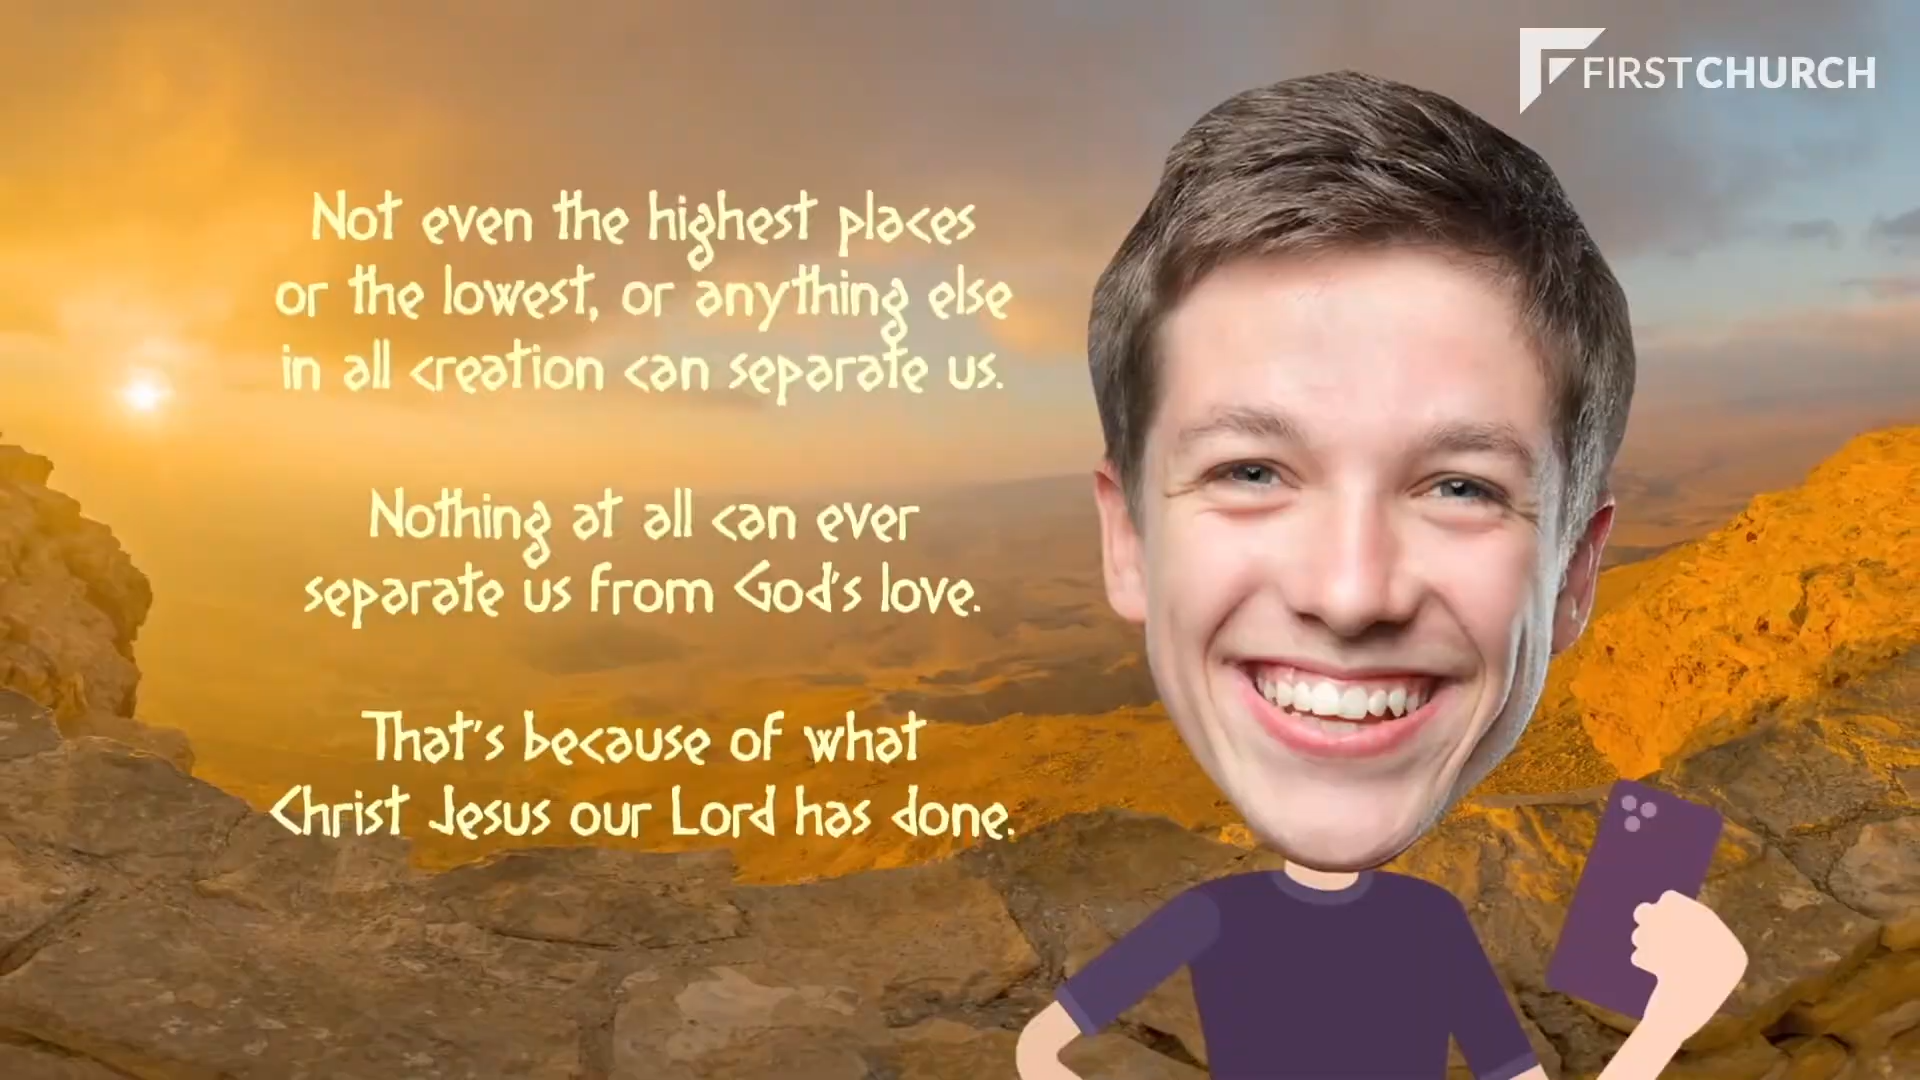 FIRSTCHURCH
Not even the highest places
or the lowest, or anything else
in all creation can separate us.
Nothing at all can ever
separate us from God's love.
That's because of what
Christ Jesus our Lord has done.